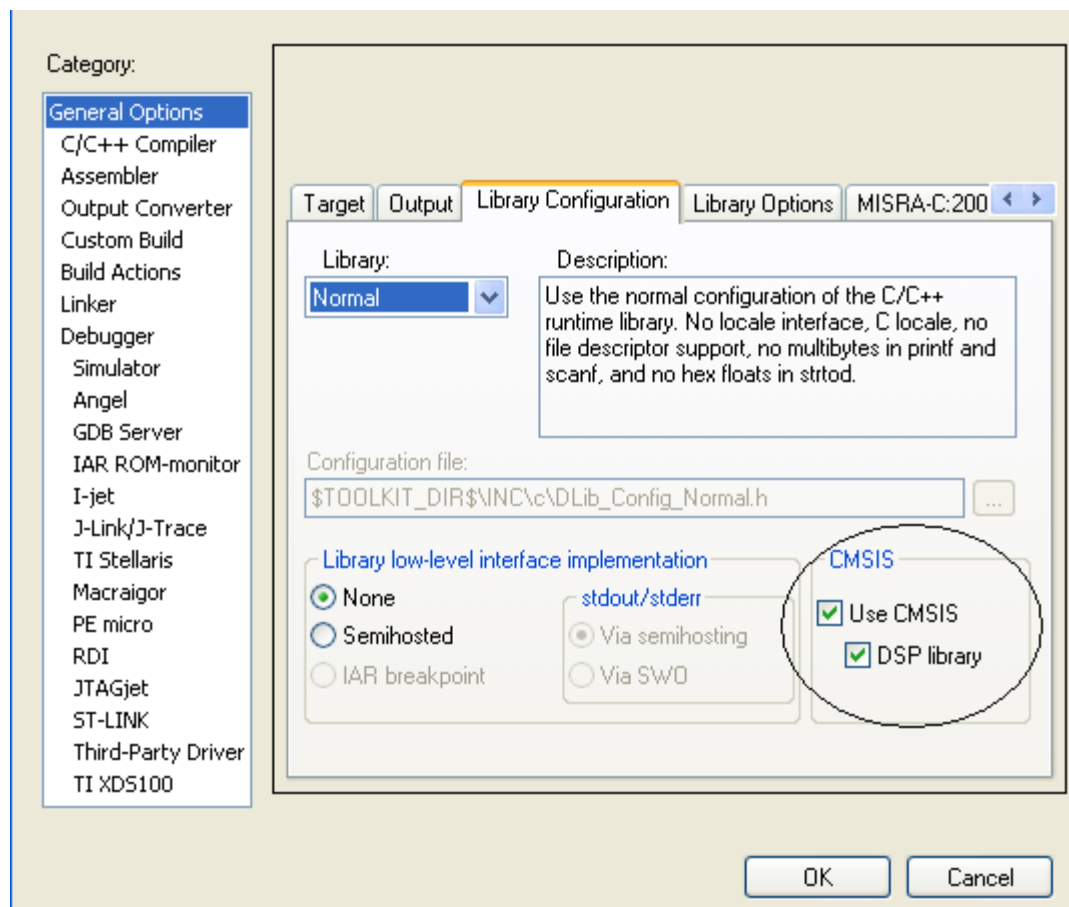 Category:
General Options
C/C++ Compiler
Assembler
Output Converter
Custom Build
Build Actions
Linker
Debugger
Simulator
Angel
GDB Server
IAR ROM-monitor
I-jet
J-Link/J-Trace
TI Stellaris
Macraigor
PE micro
RDI
JTAGjet
ST-LINK
Third-Party Driver
TI XDS100
Target
Output
Library Configuration
Library Options
MISRA-C:200
Library:
Normal
Description:
Use the normal configuration of the C/C++
runtime library. No locale interface, C locale, no
file descriptor support, no multibytes in printf and
scanf, and no hex floats in strtod.
Configuration file:
$TOOLKIT_DIR$\INC\c\DLib_Config_Normal.h
...
Library low-level interface implementation
None
Semihosted
IAR breakpoint
stdout/stderr
Via semihosting
Via SWO
CMSIS
Use CMSIS
DSP library
OK
Cancel